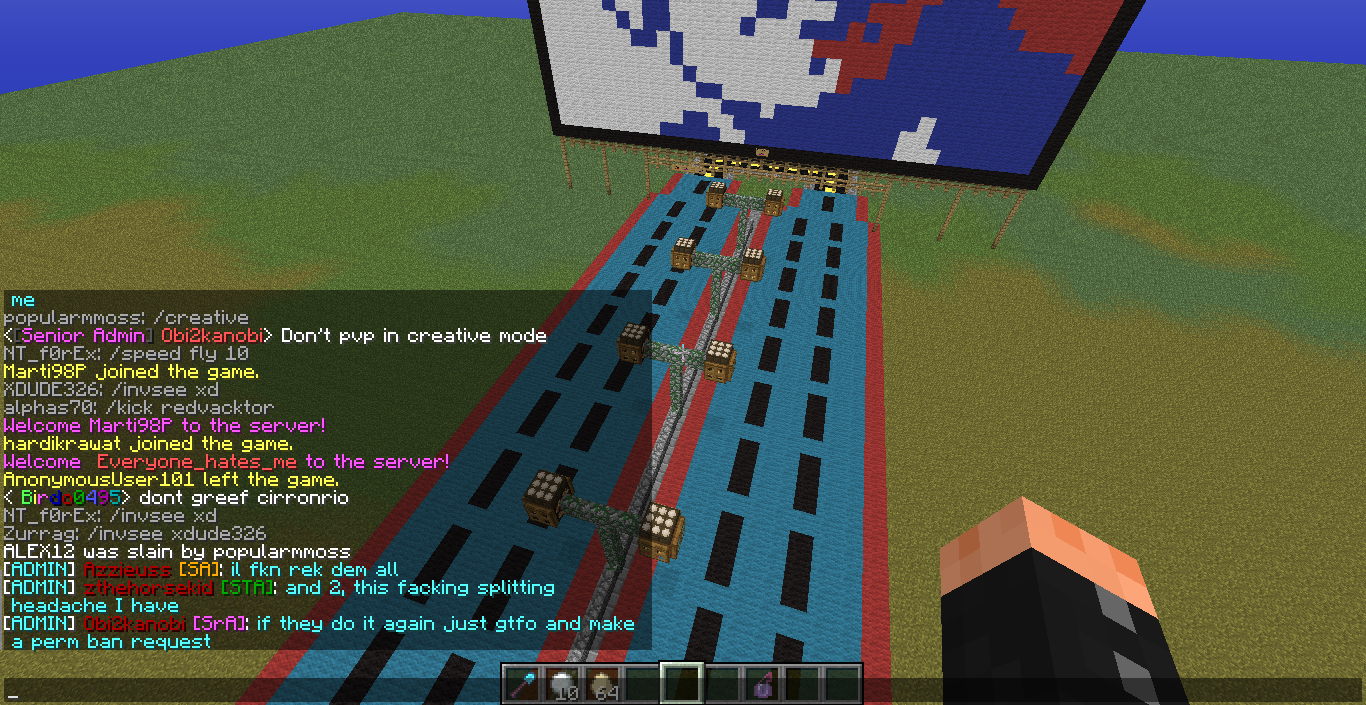 me
popularmmoss: /creative
<[Senior Admin] Obi2kanobi> Don't pvp in creative mode
NT_f0rEx: /speed fly 10
Marti98P joined the game.
XDUDE326: /invsee xd
alphas70: /kick redvacktor
Welcome Marti98P to the server!
hardikrawat joined the game.
Welcome Everyone_hates_me to the server!
AnonymousUser101 left the game.
< Birdo0495> dont greef cirronrio
NT_f0rEx: /invsee xd
Zurrag: /invsee xdude326
ALEX12 was slain by popularmmoss
[ADMIN] Azzieuss [SA]: il fkn rek dem all
[ADMIN] zthehorsekid [STA]: and 2, this facking splitting
headache I have
[ADMIN] Obi2kanobi [SrA]: if they do it again just gtfo and make
a perm ban request
_
10 64